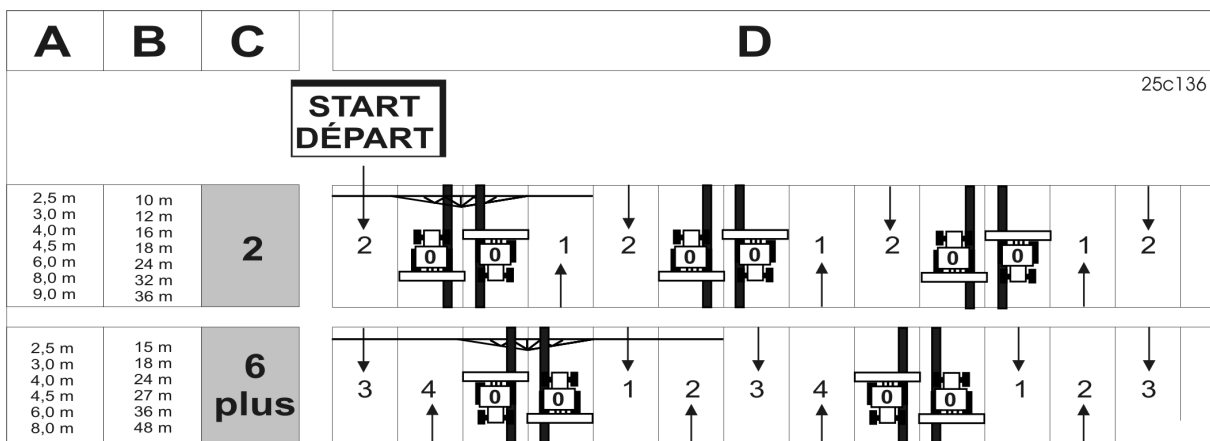 A B C D
25c136
START
DÉPART
2,5 m 10 m
3,0 m 12 m
4,0 m 16 m
4,5 m 18 m
6,0 m 24 m
8,0 m 32 m
9,0 m 36 m
2
2 0 0 1 2 0 0 1 2 0 0 1 2
2,5 m 15 m
3,0 m 18 m
4,0 m 24 m
4,5 m 27 m
6,0 m 36 m
8,0 m 48 m
6
plus
3 4 0 0 1 2 3 4 0 0 1 2 3